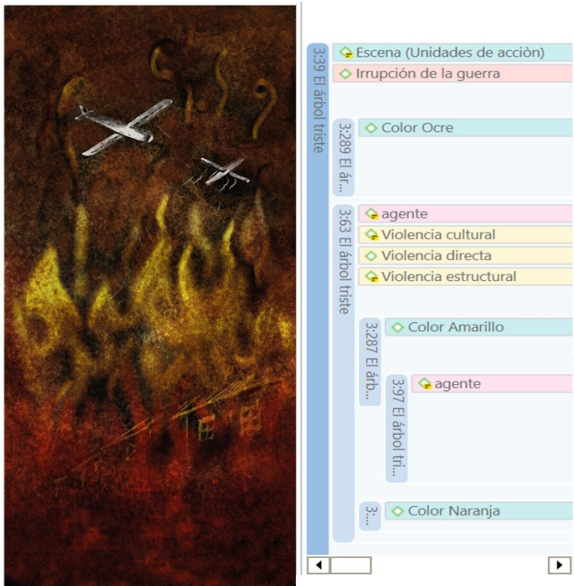 3:39 El árbol triste
Escena (Unidades de acciòn)
Irrupción de la guerra
3:289 El ár...
Color Ocre
3:63 El árbol triste
agente
Violencia cultural
Violencia directa
Violencia estructural
3:287 El árb...
Color Amarillo
3:97 El árbol tri...
agente
3:...
Color Naranja